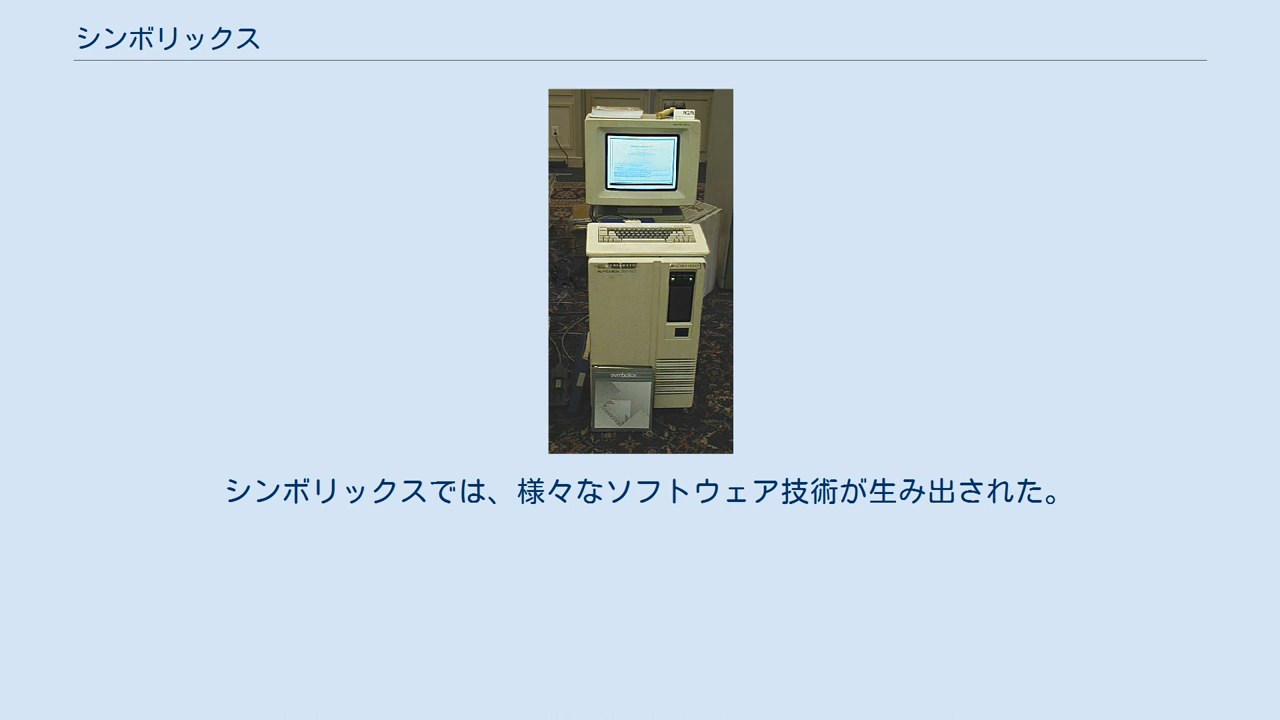 シンボリックス
symbolics
シンボリックスでは、様々なソフトウェア技術が生み出された。